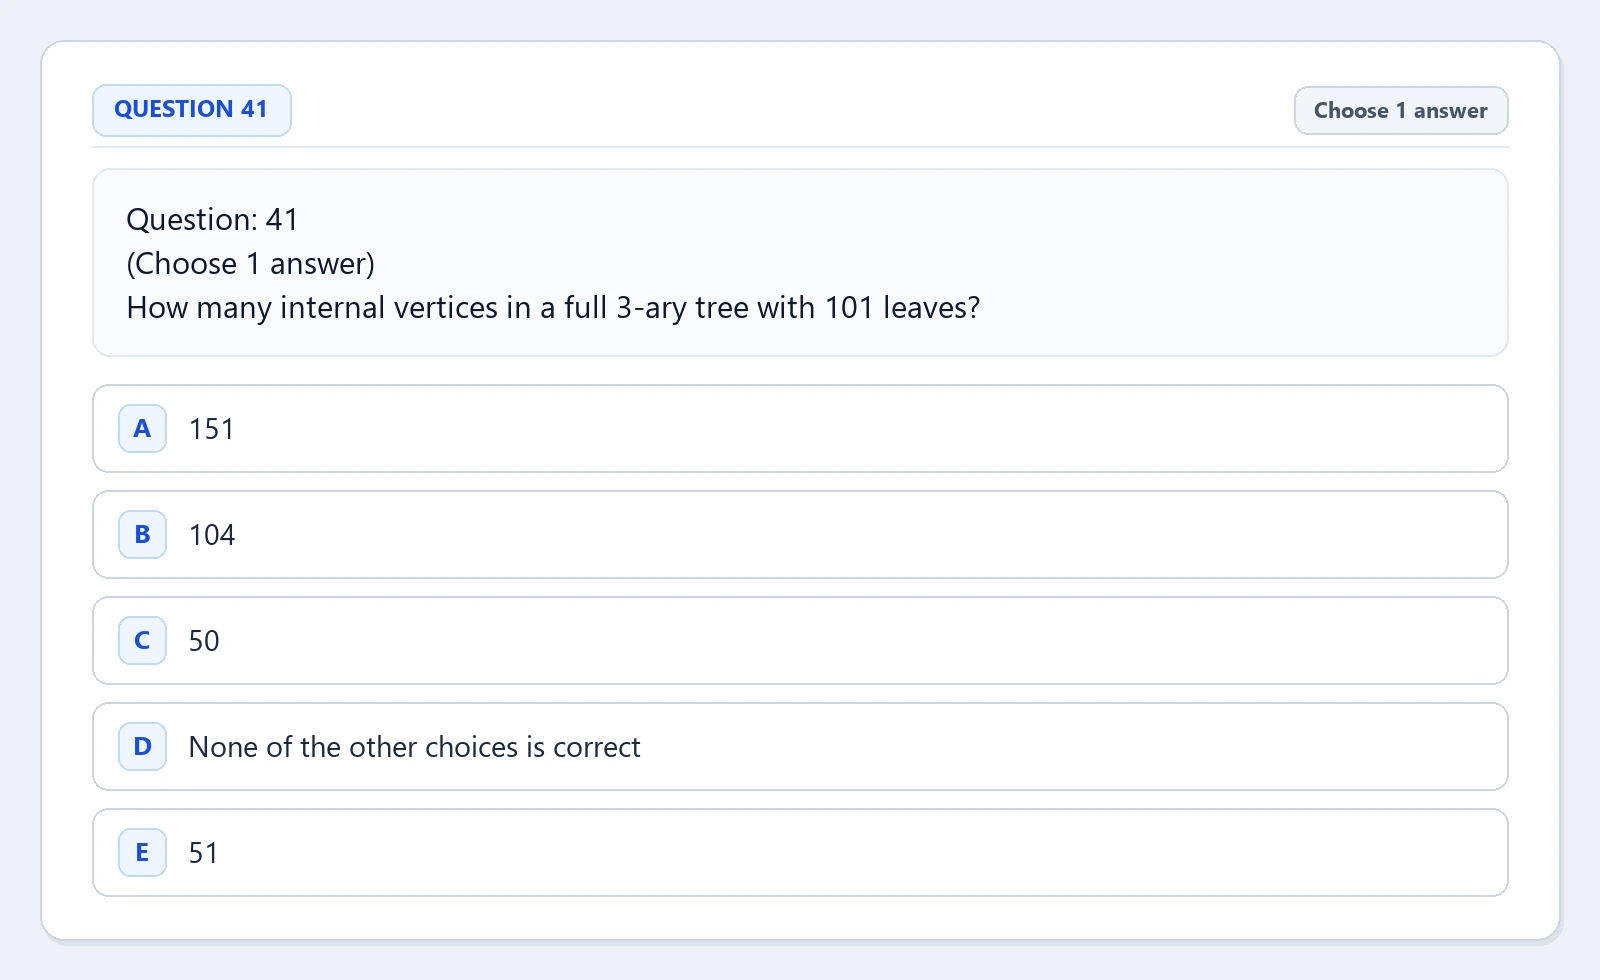 QUESTION 41
Choose 1 answer
Question: 41
(Choose 1 answer)
How many internal vertices in a full 3-ary tree with 101 leaves?
A 151
B 104
C 50
D None of the other choices is correct
E 51